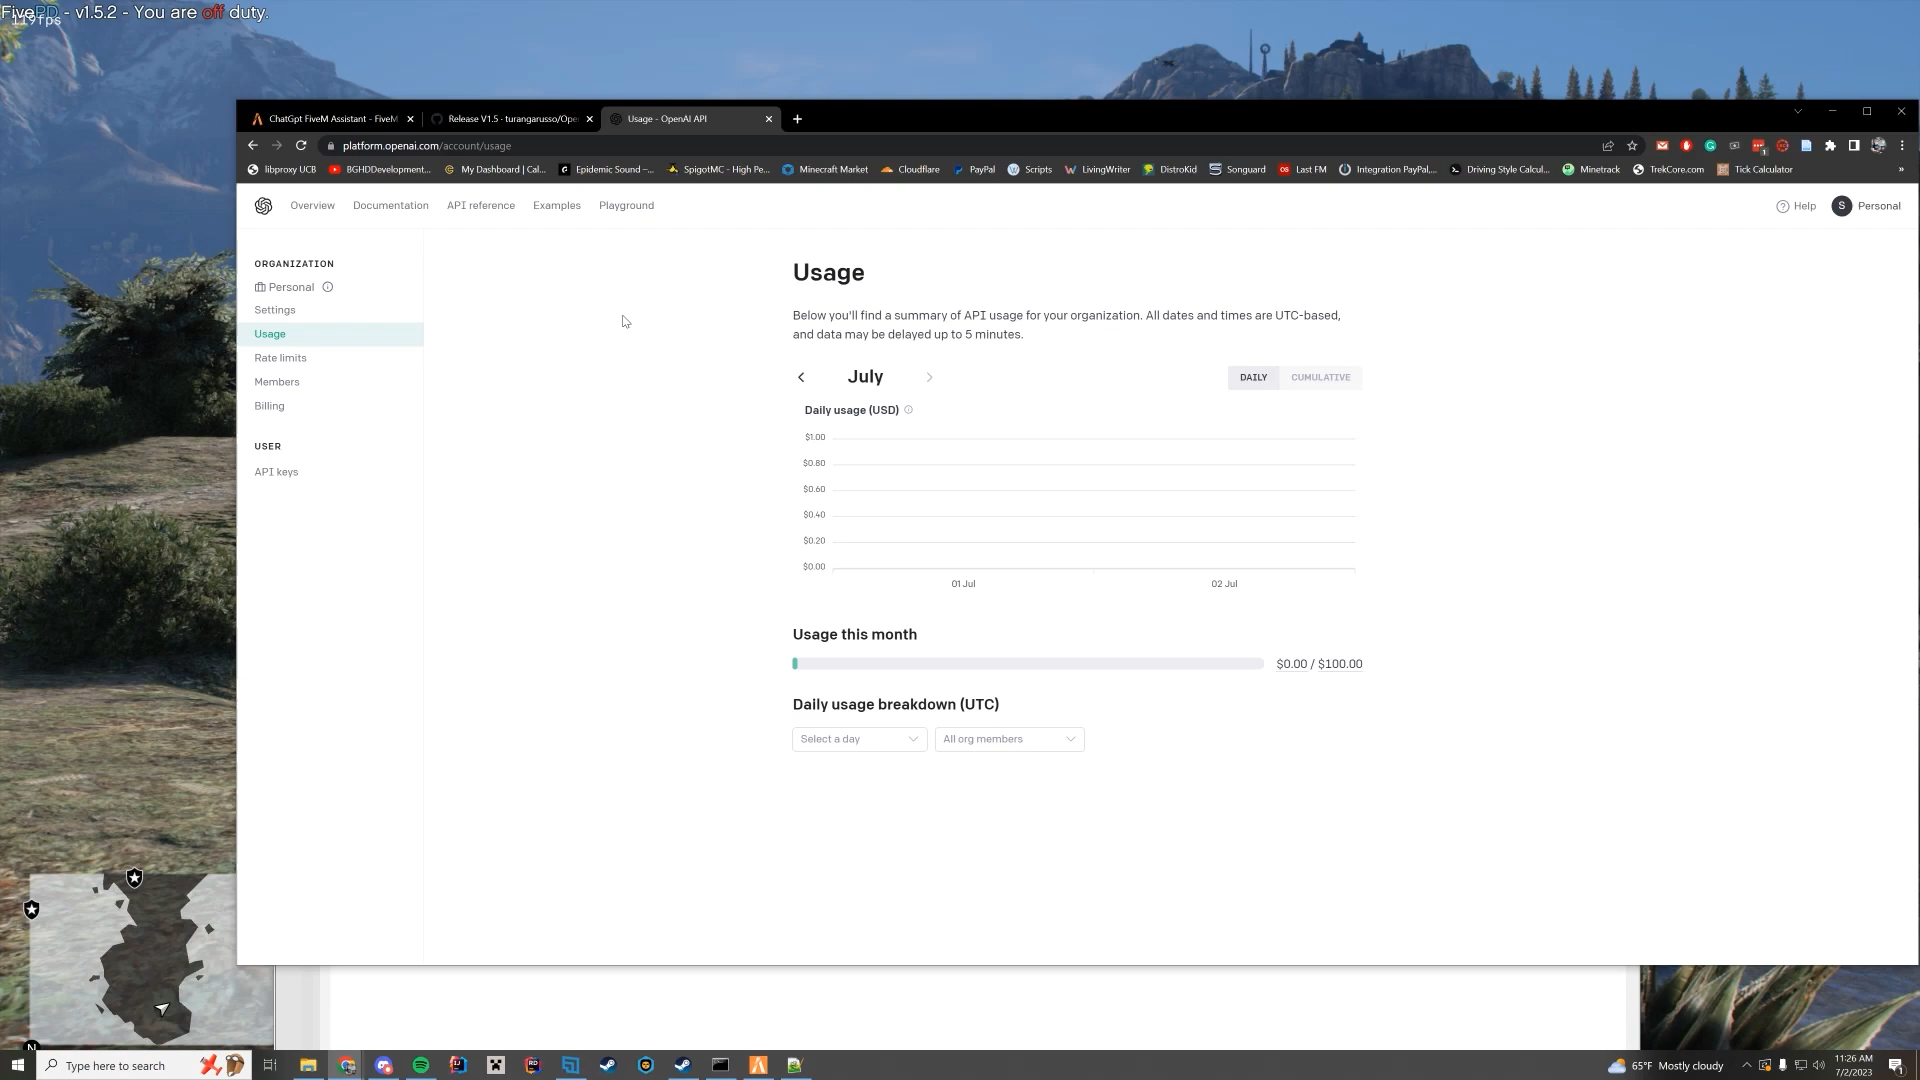 FivePD - v1.5.2 - You are off duty.
119fps
ChatGpt FiveM Assistant - FiveM
Release V1.5 · turangarusso/Ope
Usage - OpenAI API
platform.openai.com/account/usage
libproxy UCB
BGHDDevelopment...
My Dashboard | Cal...
Epidemic Sound –...
SpigotMC - High Pe...
Minecraft Market
Cloudflare
PayPal
Scripts
LivingWriter
DistroKid
Songuard
Last FM
Integration PayPal,...
Driving Style Calcul...
Minetrack
TrekCore.com
Tick Calculator
»
Overview
Documentation
API reference
Examples
Playground
Help
S
Personal
ORGANIZATION
Personal
Settings
Usage
Rate limits
Members
Billing
USER
API keys
Usage
Below you'll find a summary of API usage for your organization. All dates and times are UTC-based,
and data may be delayed up to 5 minutes.
July
DAILY
CUMULATIVE
Daily usage (USD)
$1.00
$0.80
$0.60
$0.40
$0.20
$0.00
01 Jul
02 Jul
Usage this month
$0.00 / $100.00
Daily usage breakdown (UTC)
Select a day
All org members
N
Type here to search
65°F Mostly cloudy
11:26 AM
7/2/2023